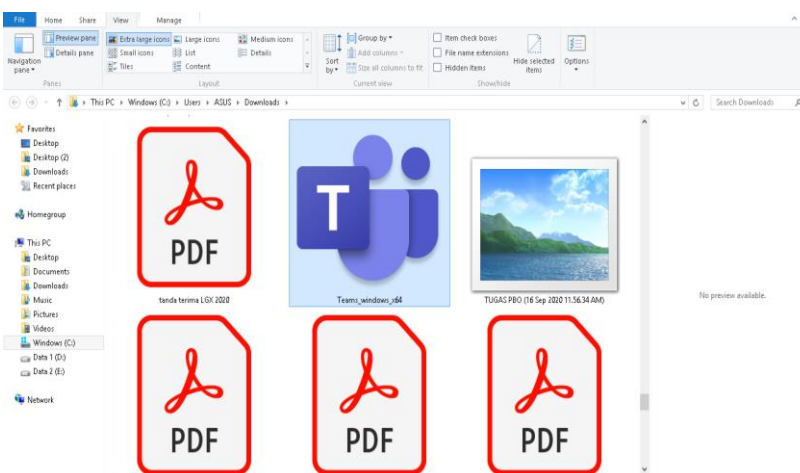 File Home Share View Manage
Preview pane
Details pane
Navigation
pane
Panes
Extra large icons Large icons Medium icons
Small icons List Details
Tiles Content
Layout
Sort
by
Group by
Add columns
Size all columns to fit
Current view
Item check boxes
File name extensions
Hidden items
Hide selected
items
Show/hide
Options
This PC Windows (C:) Users ASUS Downloads
Search Downloads
Favorites
Desktop
Desktop (2)
Downloads
Recent places
Homegroup
This PC
Desktop
Documents
Downloads
Music
Pictures
Videos
Windows (C:)
Data 1 (D:)
Data 2 (E:)
Network
PDF
T
tanda terima LGX 2020
Teams_windows_x64
TUGAS PBO (16 Sep 2020 11.56.34 AM)
PDF
PDF
PDF
No preview available.